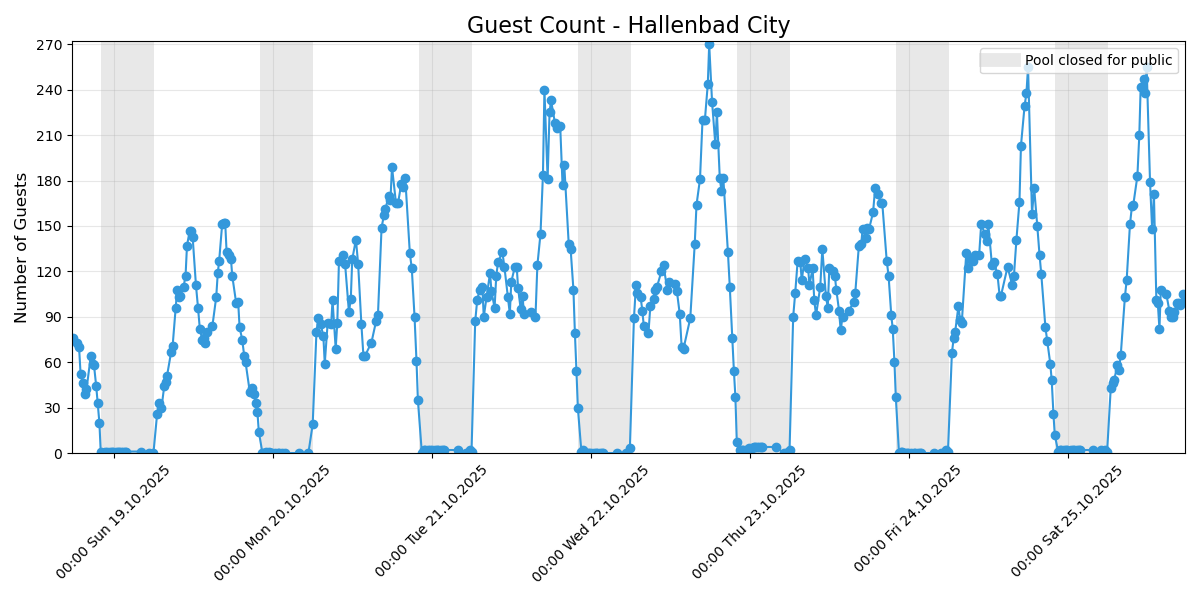 Guest Count - Hallenbad City
Pool closed for public
Number of Guests
270
240
210
180
150
120
90
60
30
0
00:00 Sun 19.10.2025
00:00 Mon 20.10.2025
00:00 Tue 21.10.2025
00:00 Wed 22.10.2025
00:00 Thu 23.10.2025
00:00 Fri 24.10.2025
00:00 Sat 25.10.2025